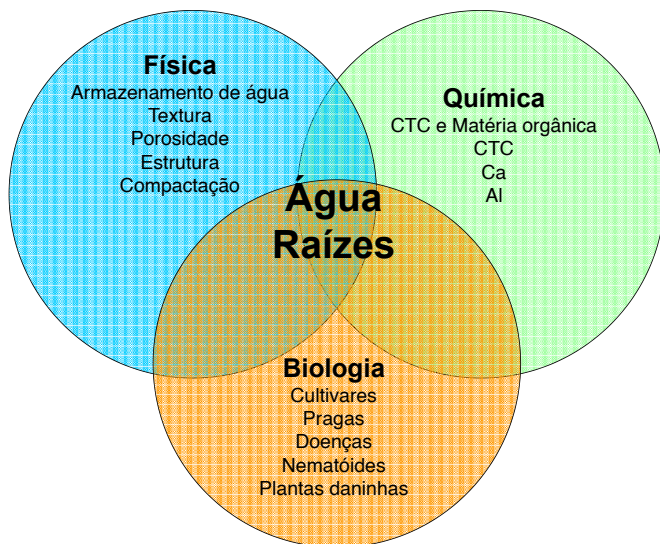 Física
Armazenamento de água
Textura
Porosidade
Estrutura
Compactação
Química
CTC e Matéria orgânica
CTC
Ca
Al
Água
Raízes
Biologia
Cultivares
Pragas
Doenças
Nematóides
Plantas daninhas